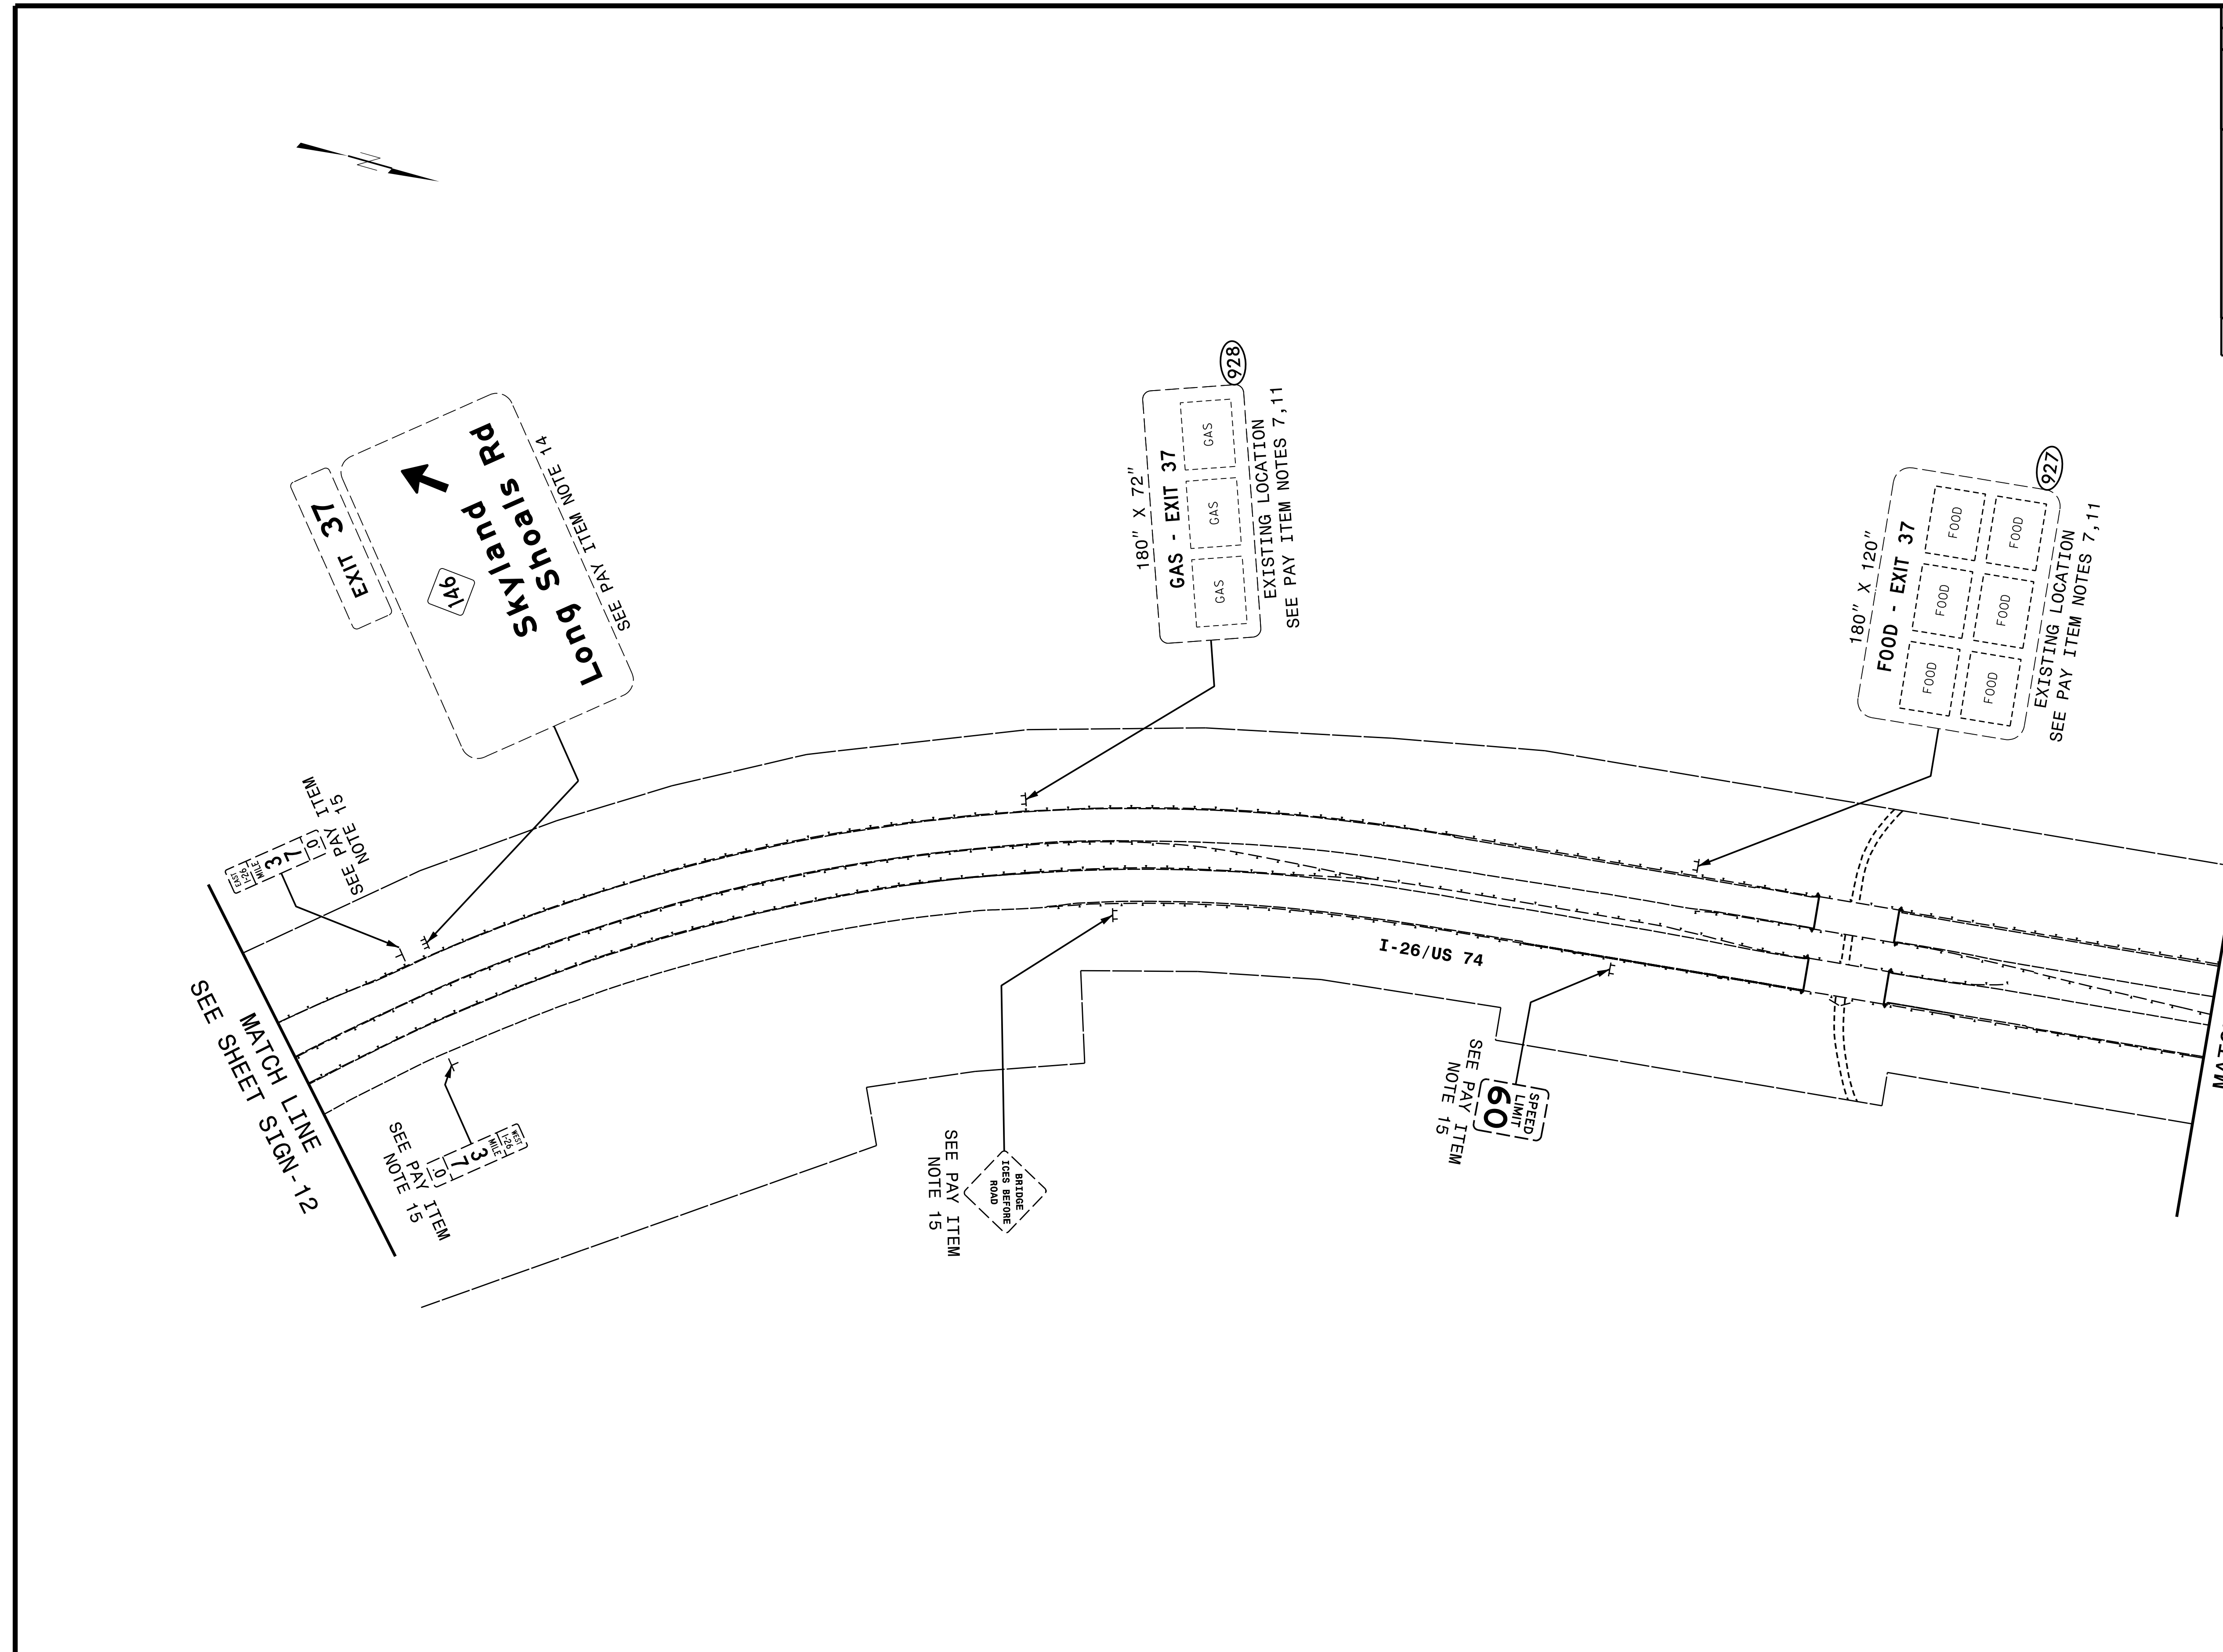 EXIT 37
146
Skyland
Long Shoals Rd
SEE PAY ITEM NOTE 14
928
180" X 72"
GAS - EXIT 37
GAS
GAS
GAS
EXISTING LOCATION
SEE PAY ITEM NOTES 7,11
927
180" X 120"
FOOD - EXIT 37
FOOD
FOOD
FOOD
FOOD
FOOD
FOOD
EXISTING LOCATION
SEE PAY ITEM NOTES 7,11
SEE PAY ITEM
NOTE 15
EAST
I-26
MILE
3
7
.0
MATCH LINE
SEE SHEET SIGN-12
WEST
I-26
MILE
3
7
.0
SEE PAY ITEM
NOTE 15
BRIDGE
ICES BEFORE
ROAD
SEE PAY ITEM
NOTE 15
I-26/US 74
SPEED
LIMIT
60
SEE PAY ITEM
NOTE 15